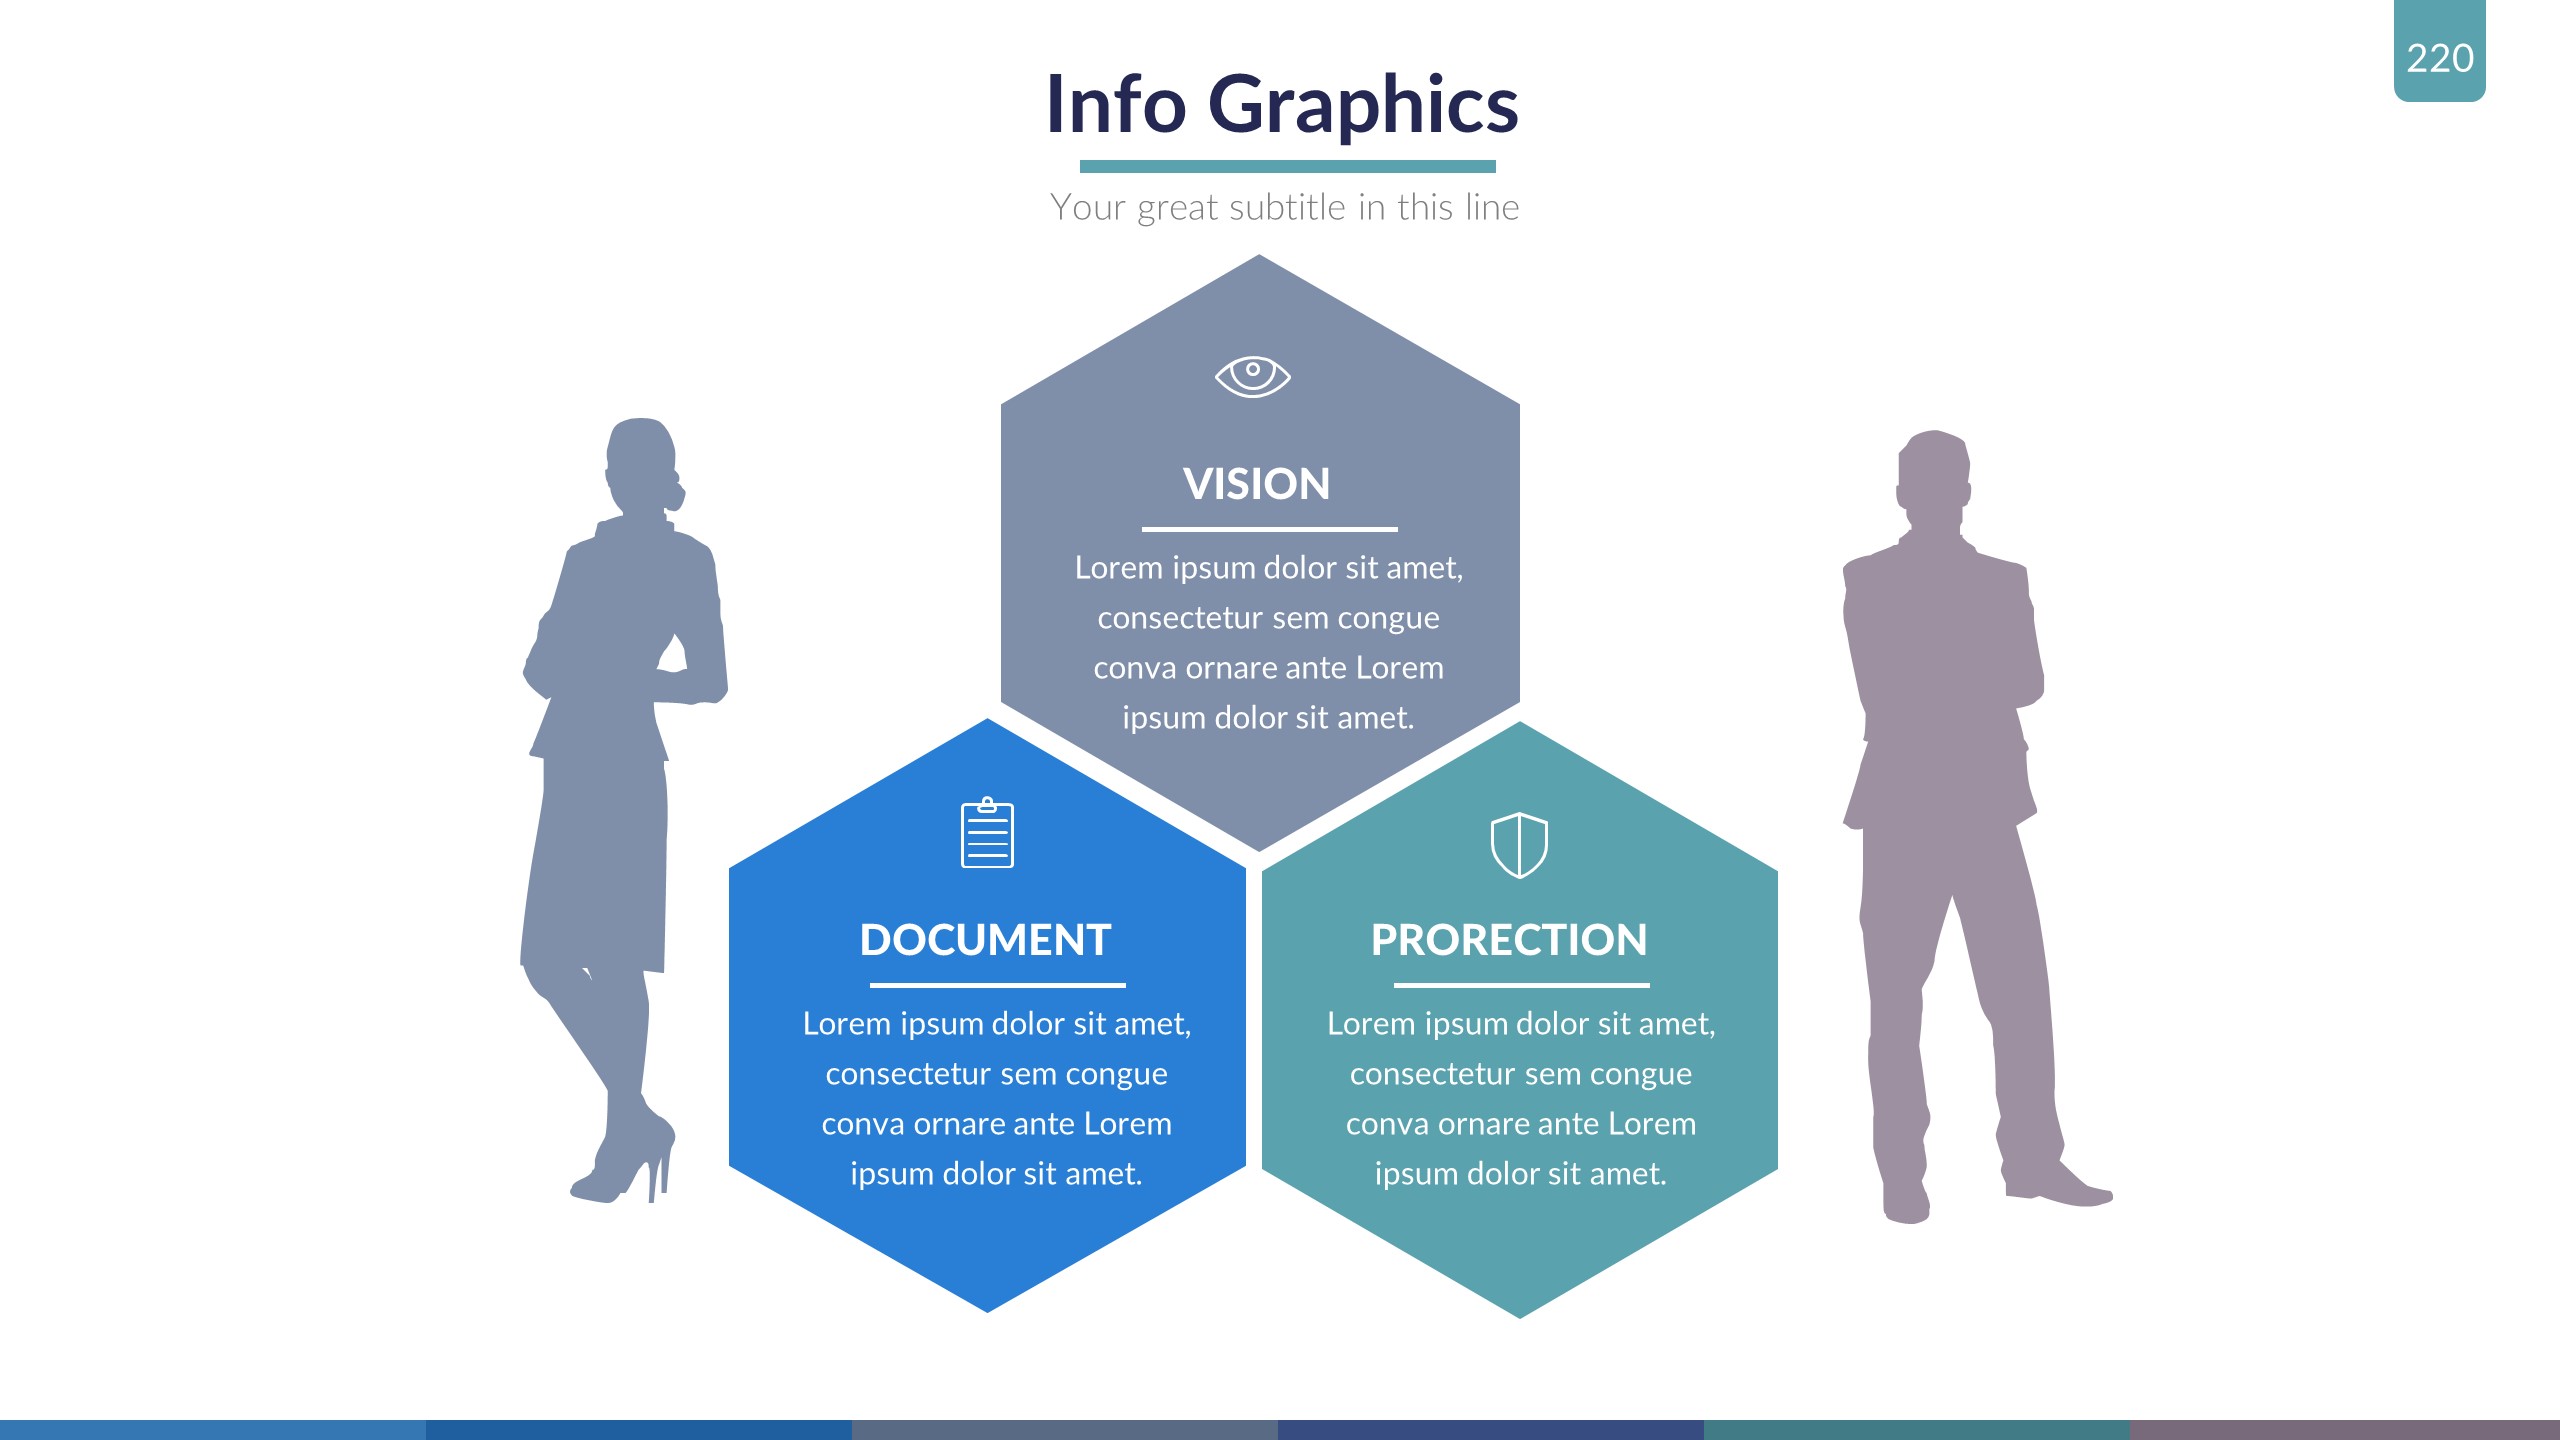 220
Info Graphics
Your great subtitle in this line
VISION
Lorem ipsum dolor sit amet,
consectetur sem congue
conva ornare ante Lorem
ipsum dolor sit amet.
DOCUMENT
Lorem ipsum dolor sit amet,
consectetur sem congue
conva ornare ante Lorem
ipsum dolor sit amet.
PRORECTION
Lorem ipsum dolor sit amet,
consectetur sem congue
conva ornare ante Lorem
ipsum dolor sit amet.